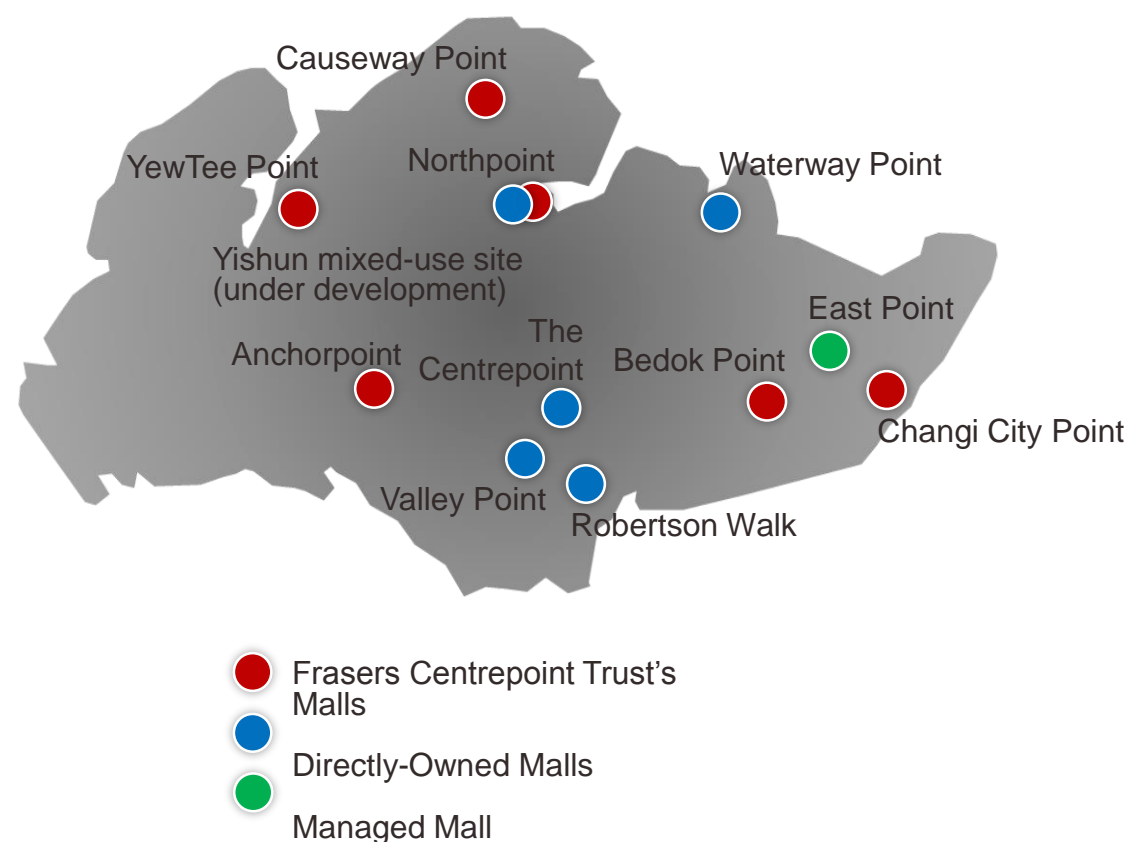 Causeway Point
Northpoint
Waterway Point
YewTee Point
Yishun mixed-use site
(under development)
East Point
The
Centrepoint
Anchorpoint
Bedok Point
Changi City Point
Valley Point
Robertson Walk
Frasers Centrepoint Trust’s
Malls
Directly-Owned Malls
Managed Mall